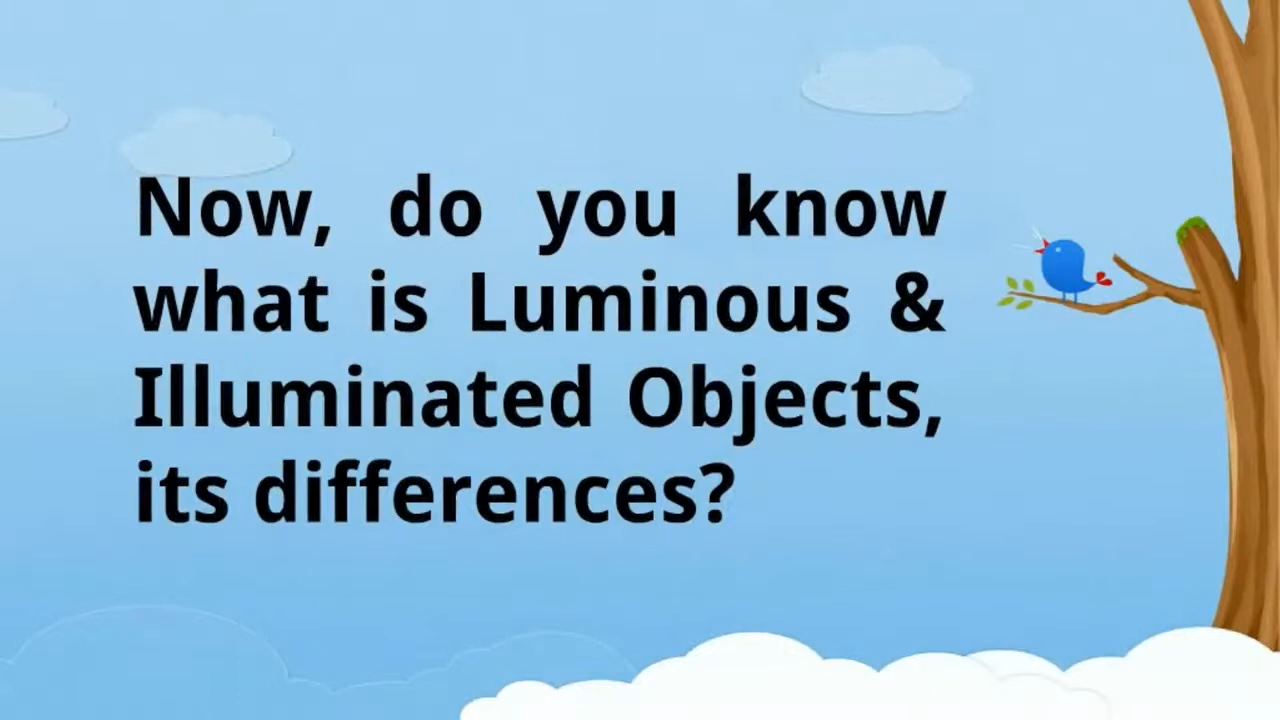 Now, do you know
what is Luminous &
Illuminated Objects,
its differences?